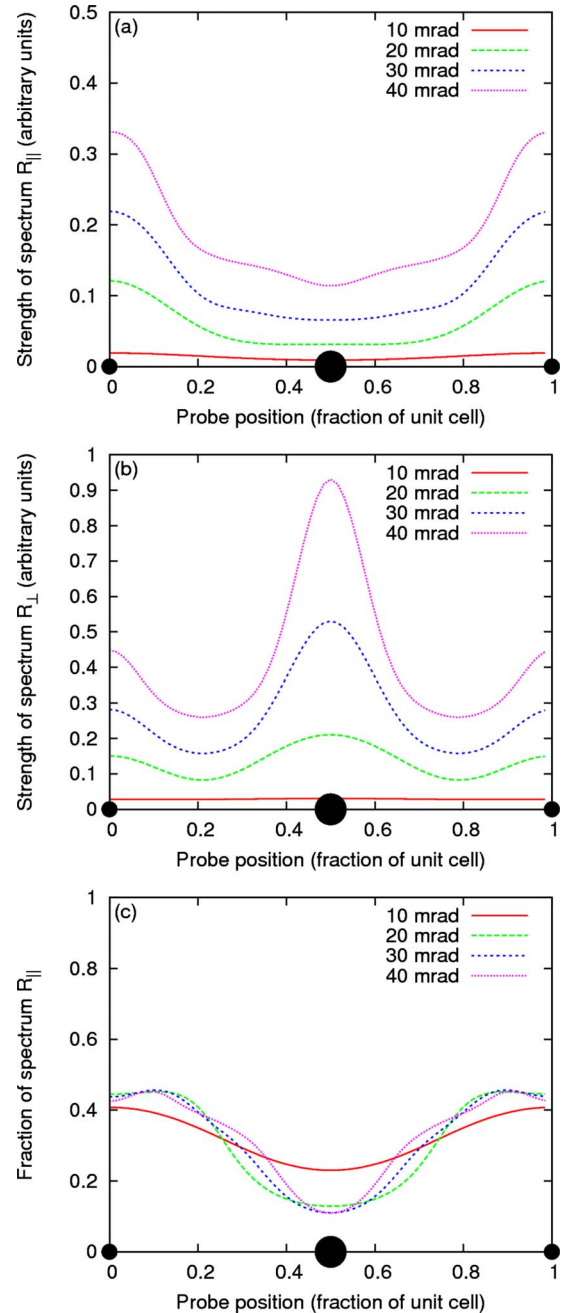 (a)
10 mrad
20 mrad
30 mrad
40 mrad
0.5
0.4
0.3
0.2
0.1
0
Strength of spectrum R|| (arbitrary units)
0 0.2 0.4 0.6 0.8 1
Probe position (fraction of unit cell)
(b)
10 mrad
20 mrad
30 mrad
40 mrad
1
0.9
0.8
0.7
0.6
0.5
0.4
0.3
0.2
0.1
0
Strength of spectrum R⊥ (arbitrary units)
0 0.2 0.4 0.6 0.8 1
Probe position (fraction of unit cell)
(c)
10 mrad
20 mrad
30 mrad
40 mrad
1
0.8
0.6
0.4
0.2
0
Fraction of spectrum R||
0 0.2 0.4 0.6 0.8 1
Probe position (fraction of unit cell)